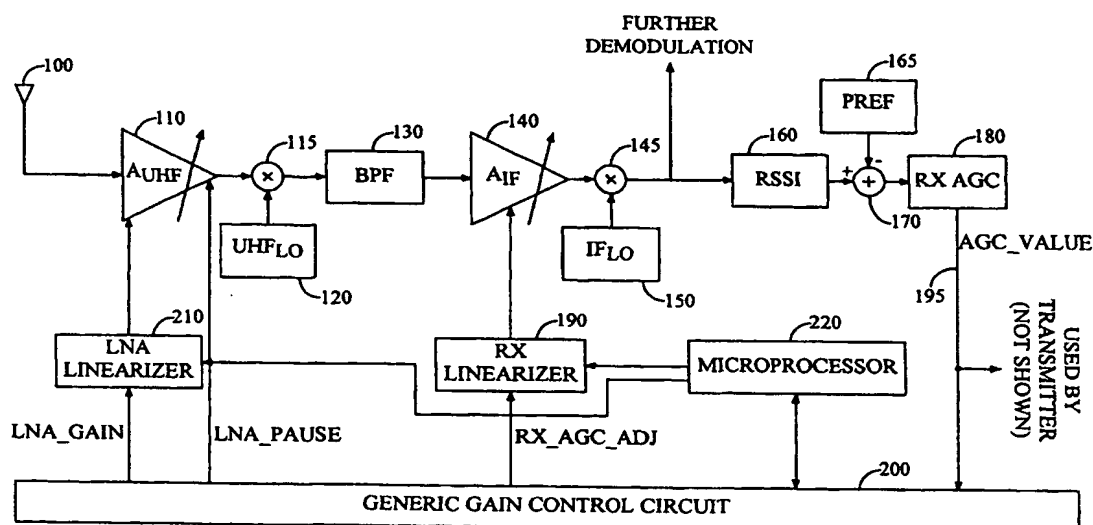 FURTHER
DEMODULATION
100
110
AUHF
115
×
130
BPF
140
AIF
145
×
160
RSSI
165
PREF
+
-
+
170
180
RX AGC
UHFLO
120
IFLO
150
AGC_VALUE
195
210
LNA
LINEARIZER
190
RX
LINEARIZER
220
MICROPROCESSOR
USED BY
TRANSMITTER
(NOT SHOWN)
LNA_GAIN
LNA_PAUSE
RX_AGC_ADJ
200
GENERIC GAIN CONTROL CIRCUIT